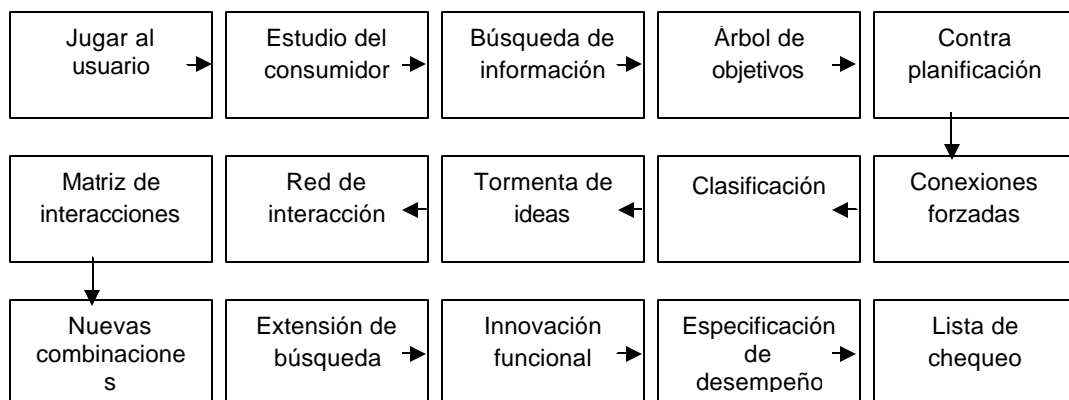 Jugar al
usuario
Estudio del
consumidor
Búsqueda de
información
Árbol de
objetivos
Contra
planificación
Matriz de
interacciones
Red de
interacción
Tormenta de
ideas
Clasificación
Conexiones
forzadas
Nuevas
combinacione
s
Extensión de
búsqueda
Innovación
funcional
Especificación
de
desempeño
Lista de
chequeo